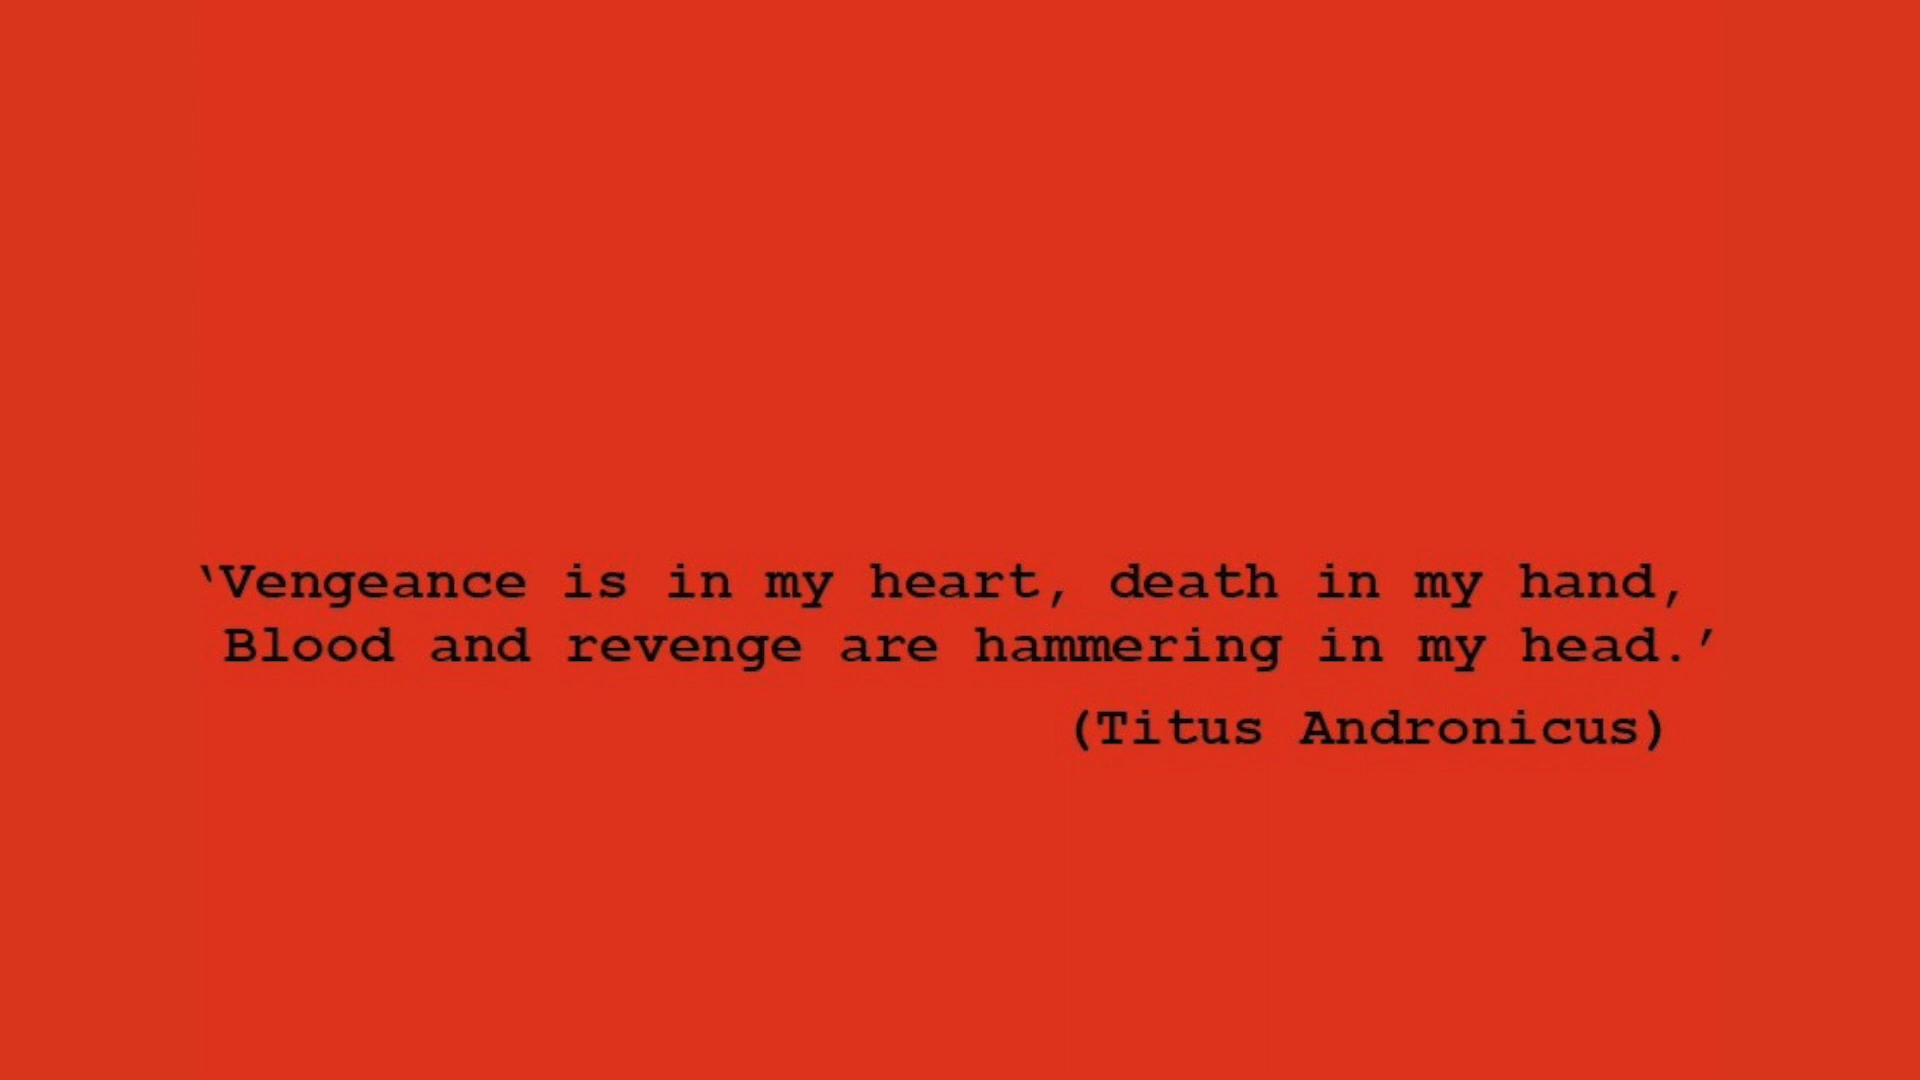 ‘Vengeance is in my heart, death in my hand,
Blood and revenge are hammering in my head.’
(Titus Andronicus)